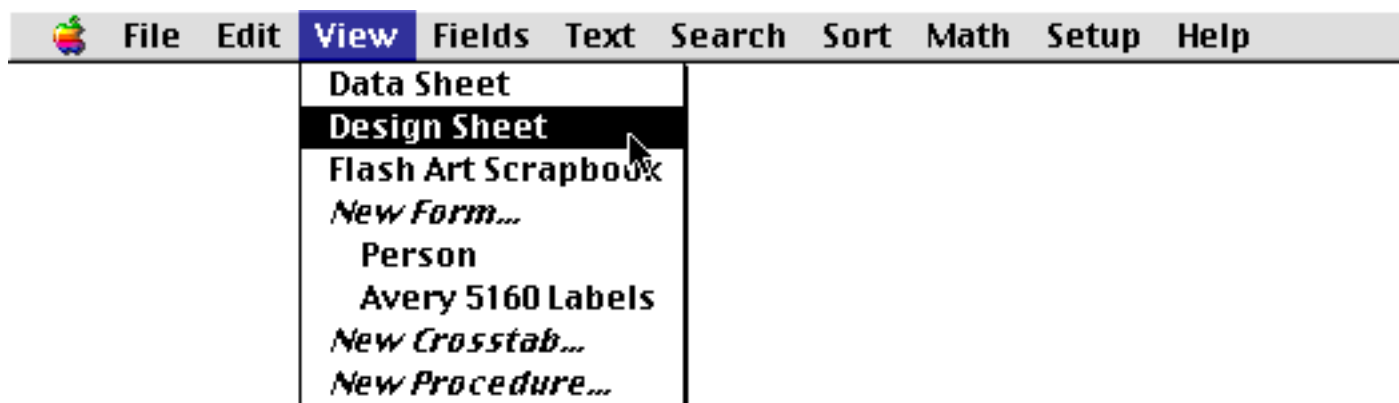 File Edit View Fields Text Search Sort Math Setup Help
Data Sheet
Design Sheet
Flash Art Scrapbook
New Form...
Person
Avery 5160 Labels
New Crosstab...
New Procedure...